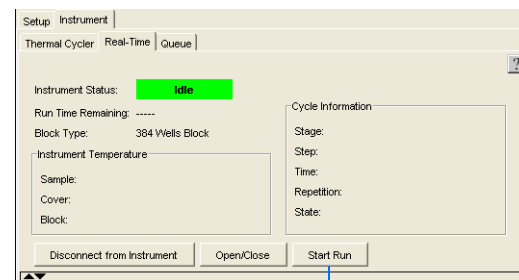 Setup Instrument
Thermal Cycler Real-Time Queue
?
Instrument Status: Idle
Run Time Remaining: -----
Block Type: 384 Wells Block
Instrument Temperature
Sample:
Cover:
Block:
Cycle Information
Stage:
Step:
Time:
Repetition:
State:
Disconnect from Instrument Open/Close Start Run